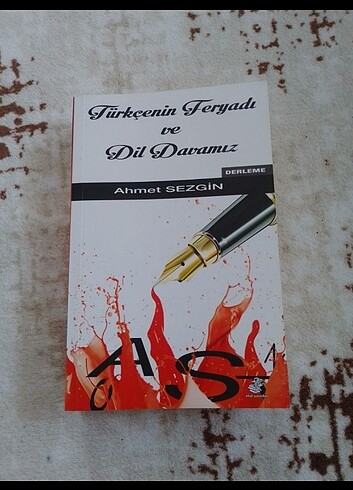 Türkçenin Feryadı
ve
Dil Davamız
DERLEME
Ahmet SEZGİN
A S A
Ç